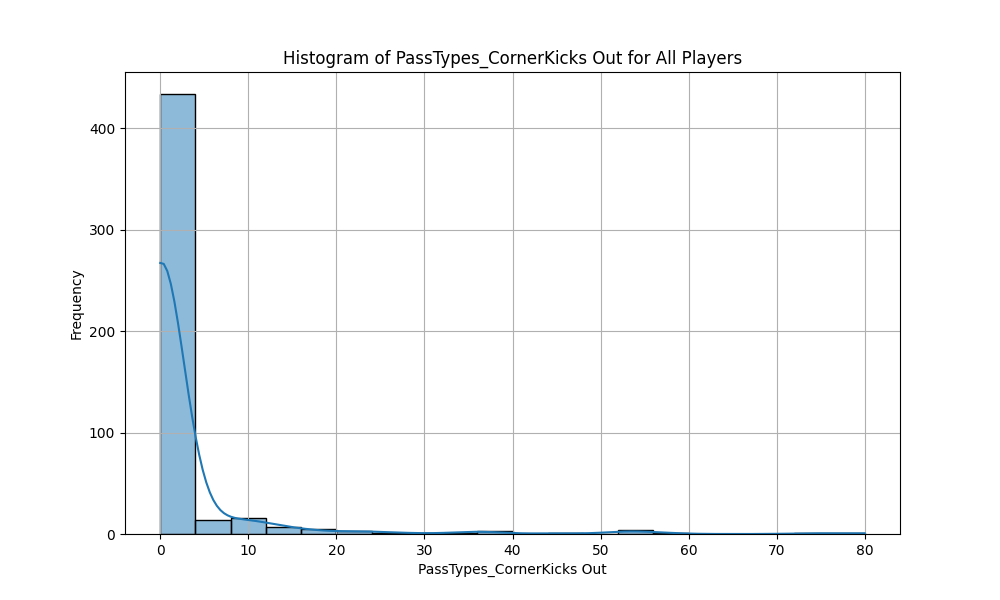 Histogram of PassTypes_CornerKicks Out for All Players
Frequency
400
300
200
100
0
0 10 20 30 40 50 60 70 80
PassTypes_CornerKicks Out